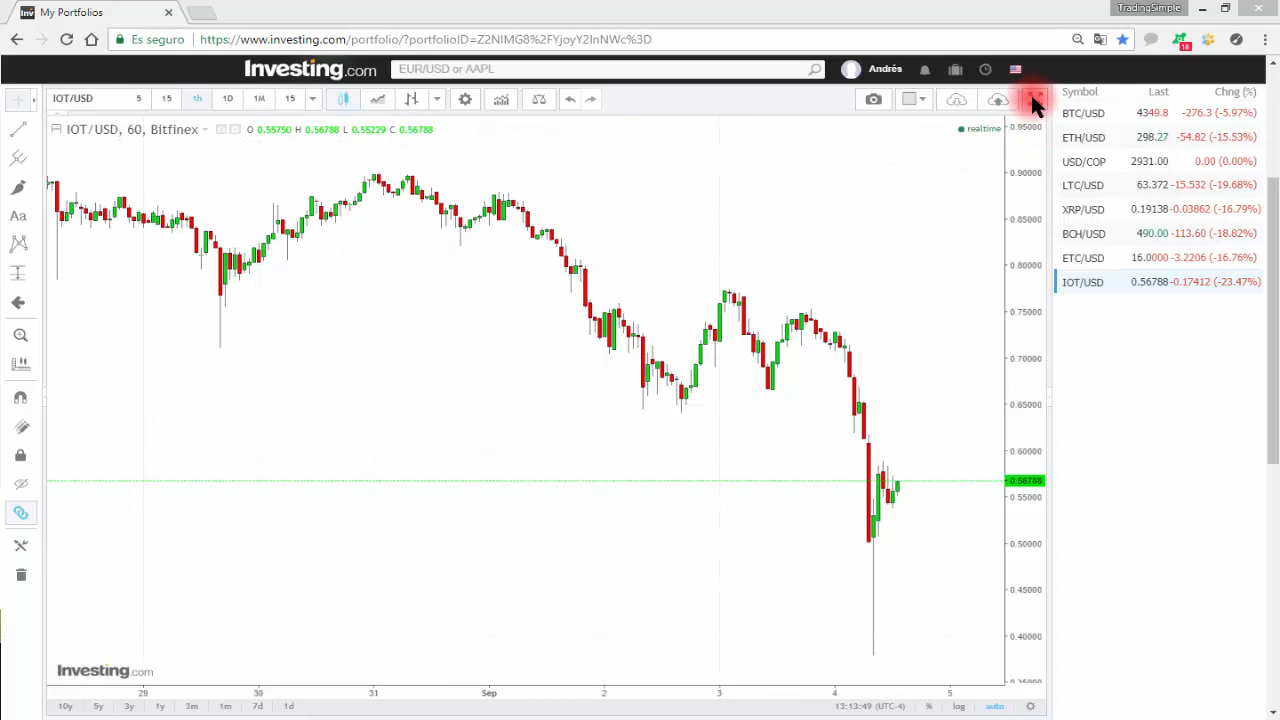 TradingSimple
Inv My Portfolios
Es seguro https://www.investing.com/portfolio/?portfolioID=Z2NIMG8%2FYjoyY2InNWc%3D
18
Investing.com EUR/USD or AAPL Andrés
IOT/USD 5 15 1h 1D 1M 15
Symbol Last Chng (%)
IOT/USD, 60, Bitfinex O 0.55750 H 0.56788 L 0.55229 C 0.56788
realtime
BTC/USD 4349.8 -276.3 (-5.97%)
ETH/USD 298.27 -54.82 (-15.53%)
USD/COP 2931.00 0.00 (0.00%)
LTC/USD 63.372 -15.532 (-19.68%)
XRP/USD 0.19138 -0.03862 (-16.79%)
BCH/USD 490.00 -113.60 (-18.82%)
ETC/USD 16.0000 -3.2206 (-16.76%)
IOT/USD 0.56788 -0.17412 (-23.47%)
Aa
0.95000
0.90000
0.85000
0.80000
0.75000
0.70000
0.65000
0.60000
0.56788
0.55000
0.50000
0.45000
0.40000
0.35000
Investing.com
29 30 31 Sep 2 3 4 5
10y 5y 3y 1y 3m 1m 7d 1d 13:13:49 (UTC-4) % log auto